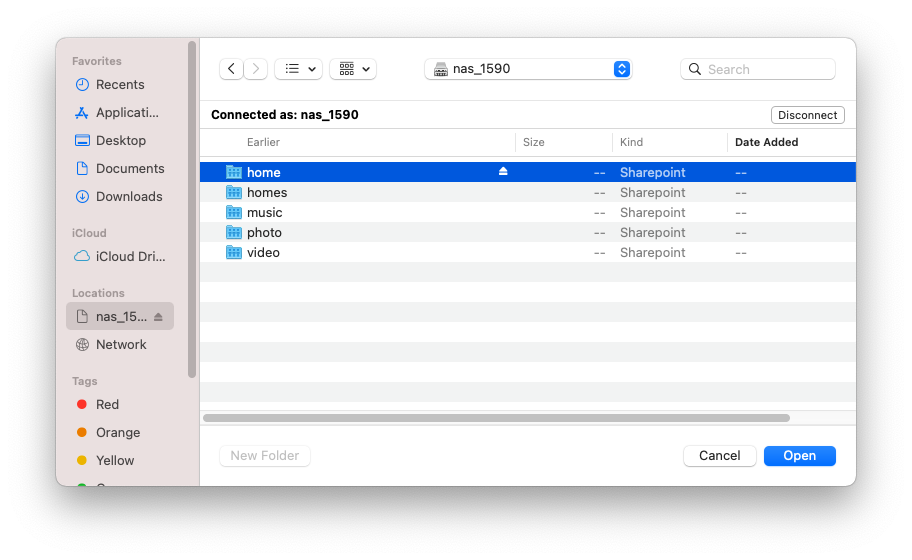 Favorites
Recents
Applicati...
Desktop
Documents
Downloads
iCloud
iCloud Dri...
Locations
nas_15...
Network
Tags
Red
Orange
Yellow
nas_1590
Search
Connected as: nas_1590
Disconnect
Earlier Size Kind Date Added
home -- Sharepoint --
homes -- Sharepoint --
music -- Sharepoint --
photo -- Sharepoint --
video -- Sharepoint --
New Folder
Cancel
Open